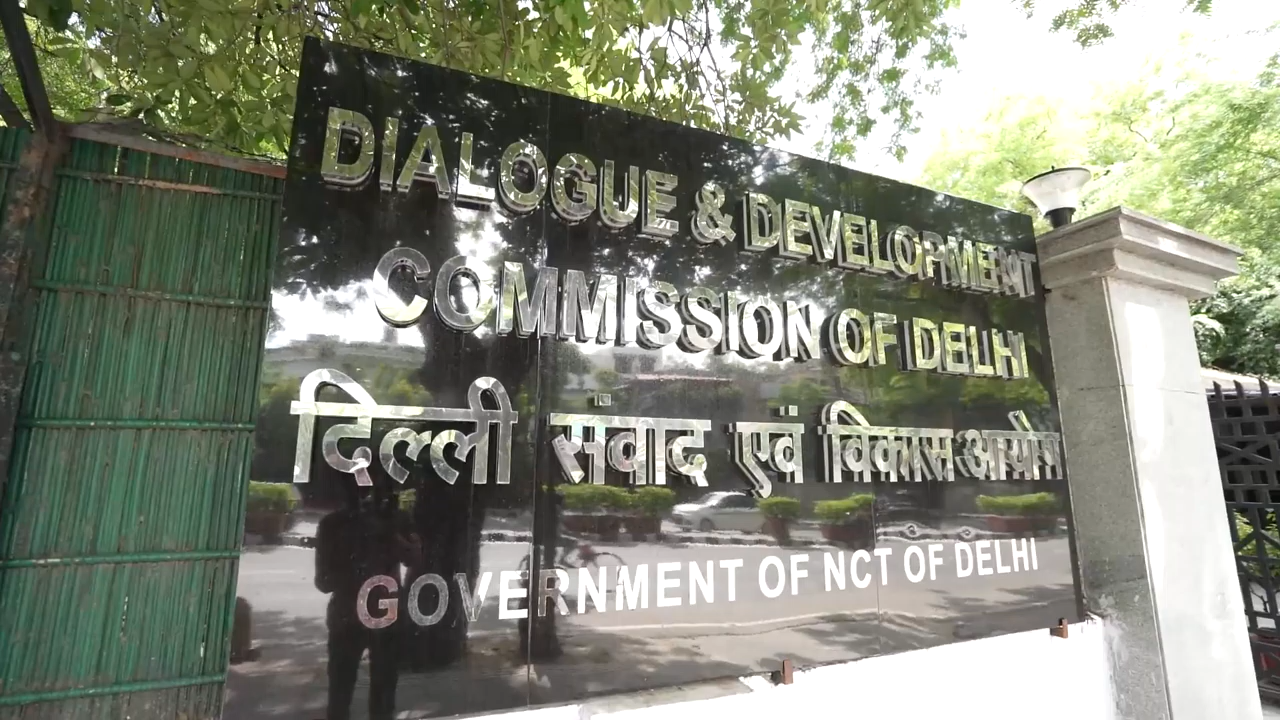 DIALOGUE & DEVELOPMENT
COMMISSION OF DELHI
दिल्ली संवाद एवं विकास आयोग
GOVERNMENT OF NCT OF DELHI